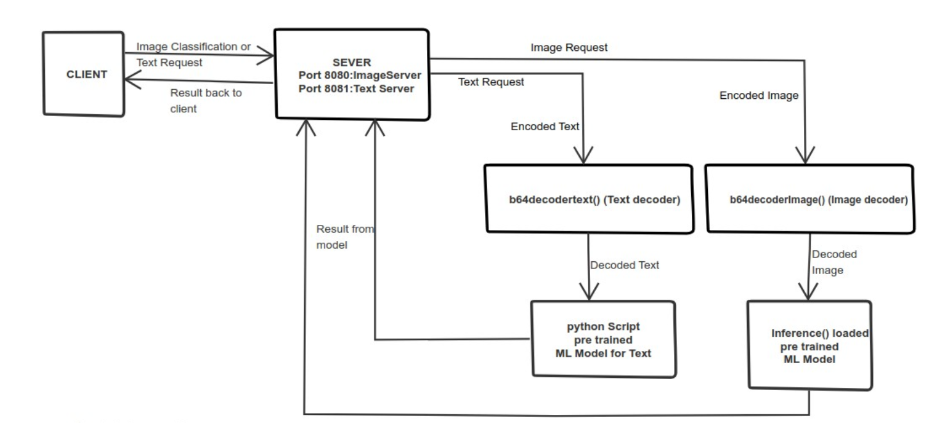 CLIENT
Image Classification or
Text Request
Result back to
client
SEVER
Port 8080:ImageServer
Port 8081:Text Server
Image Request
Text Request
Encoded Text
Encoded Image
b64decodertext() (Text decoder)
b64decoderImage() (Image decoder)
Result from
model
Decoded Text
Decoded
Image
python Script
pre trained
ML Model for Text
Inference() loaded
pre trained
ML Model